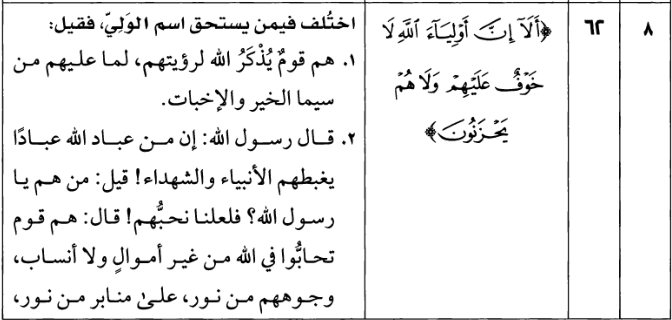 ٨
٦٢
﴿أَلَآ إِنَّ أَوْلِيَآءَ ٱللَّهِ لَا
خَوْفٌ عَلَيْهِمْ وَلَا هُمْ
يَحْزَنُونَ﴾
اختُلف فيمن يستحق اسم الوَليّ، فقيل:
١. هم قومٌ يُذْكَرُ الله لرؤيتهم، لما عليهم من
سيما الخير والإخبات.
٢. قال رسول الله: إن من عباد الله عبادًا
يغبطهم الأنبياء والشهداء! قيل: من هم يا
رسول الله؟ فلعلنا نحبُّهم! قال: هم قوم
تحابُّوا في الله من غير أموالٍ ولا أنساب،
وجوههم من نور، علىٰ منابر من نور،